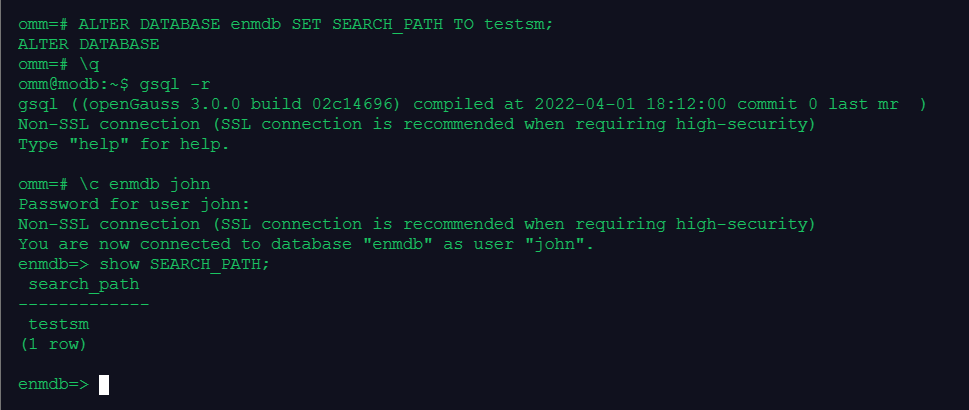 omm=# ALTER DATABASE enmdb SET SEARCH_PATH TO testsm;
ALTER DATABASE
omm=# \q
omm@modb:~$ gsql -r
gsql ((openGauss 3.0.0 build 02c14696) compiled at 2022-04-01 18:12:00 commit 0 last mr  )
Non-SSL connection (SSL connection is recommended when requiring high-security)
Type "help" for help.

omm=# \c enmdb john
Password for user john:
Non-SSL connection (SSL connection is recommended when requiring high-security)
You are now connected to database "enmdb" as user "john".
enmdb=> show SEARCH_PATH;
 search_path
-------------
 testsm
(1 row)

enmdb=>